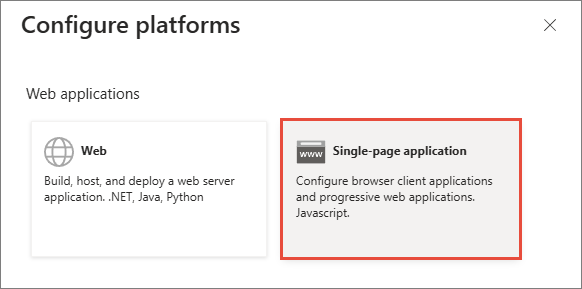 Configure platforms
Web applications
Web
Build, host, and deploy a web server
application. .NET, Java, Python
www
Single-page application
Configure browser client applications
and progressive web applications.
Javascript.